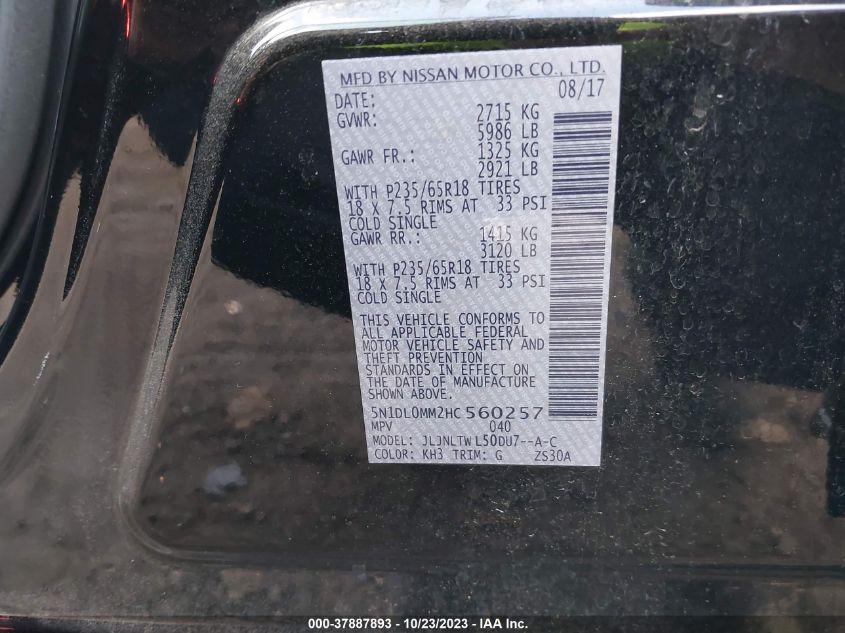 MFD BY NISSAN MOTOR CO., LTD.
DATE: 08/17
GVWR: 2715 KG
5986 LB
GAWR FR.: 1325 KG
2921 LB
WITH P235/65R18 TIRES
18 X 7.5 RIMS AT 33 PSI
COLD SINGLE
GAWR RR.: 1415 KG
3120 LB
WITH P235/65R18 TIRES
18 X 7.5 RIMS AT 33 PSI
COLD SINGLE
THIS VEHICLE CONFORMS TO
ALL APPLICABLE FEDERAL
MOTOR VEHICLE SAFETY AND
THEFT PREVENTION
STANDARDS IN EFFECT ON
THE DATE OF MANUFACTURE
SHOWN ABOVE.
5N1DL0MM2HC560257
MPV 040
MODEL: JLJNLTWL50DU7--A-C
COLOR: KH3 TRIM: G ZS30A
000-37887893 - 10/23/2023 - COPYRIGHT IAA, LLC.